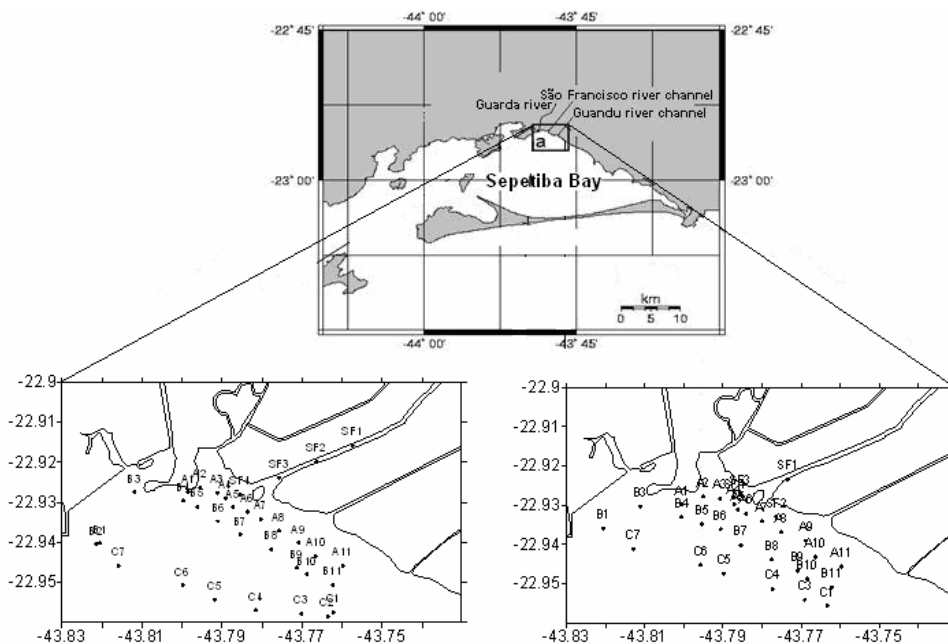 -44° 00' -43° 45'
-22° 45' 22° 45'
São Francisco river channel
Guarda river
Guandu river channel
a
Sepetiba Bay
-23° 00' -23° 00'
km
0 5 10
-44° 00' -43° 45'
-22.9
-22.91
-22.92
-22.93
-22.94
-22.95
-43.83 -43.81 -43.79 -43.77 -43.75
SF1
SF2
SF3
B3 A1 A2 A3
B5 A5
B6 A7
B7 A8
B8 A9
A10
B9 A11
B10
B11
C7
C6
C5
C4 C3 C2 C1
-22.9
-22.91
-22.92
-22.93
-22.94
-22.95
-43.83 -43.81 -43.79 -43.77 -43.75
SF1
B3 A1 A2 A3
B4
B1 B5 B6
B7 A8 A9
C7 A10
C6 B8 A11
C5 B9
B10
C4 B11
C3 C1